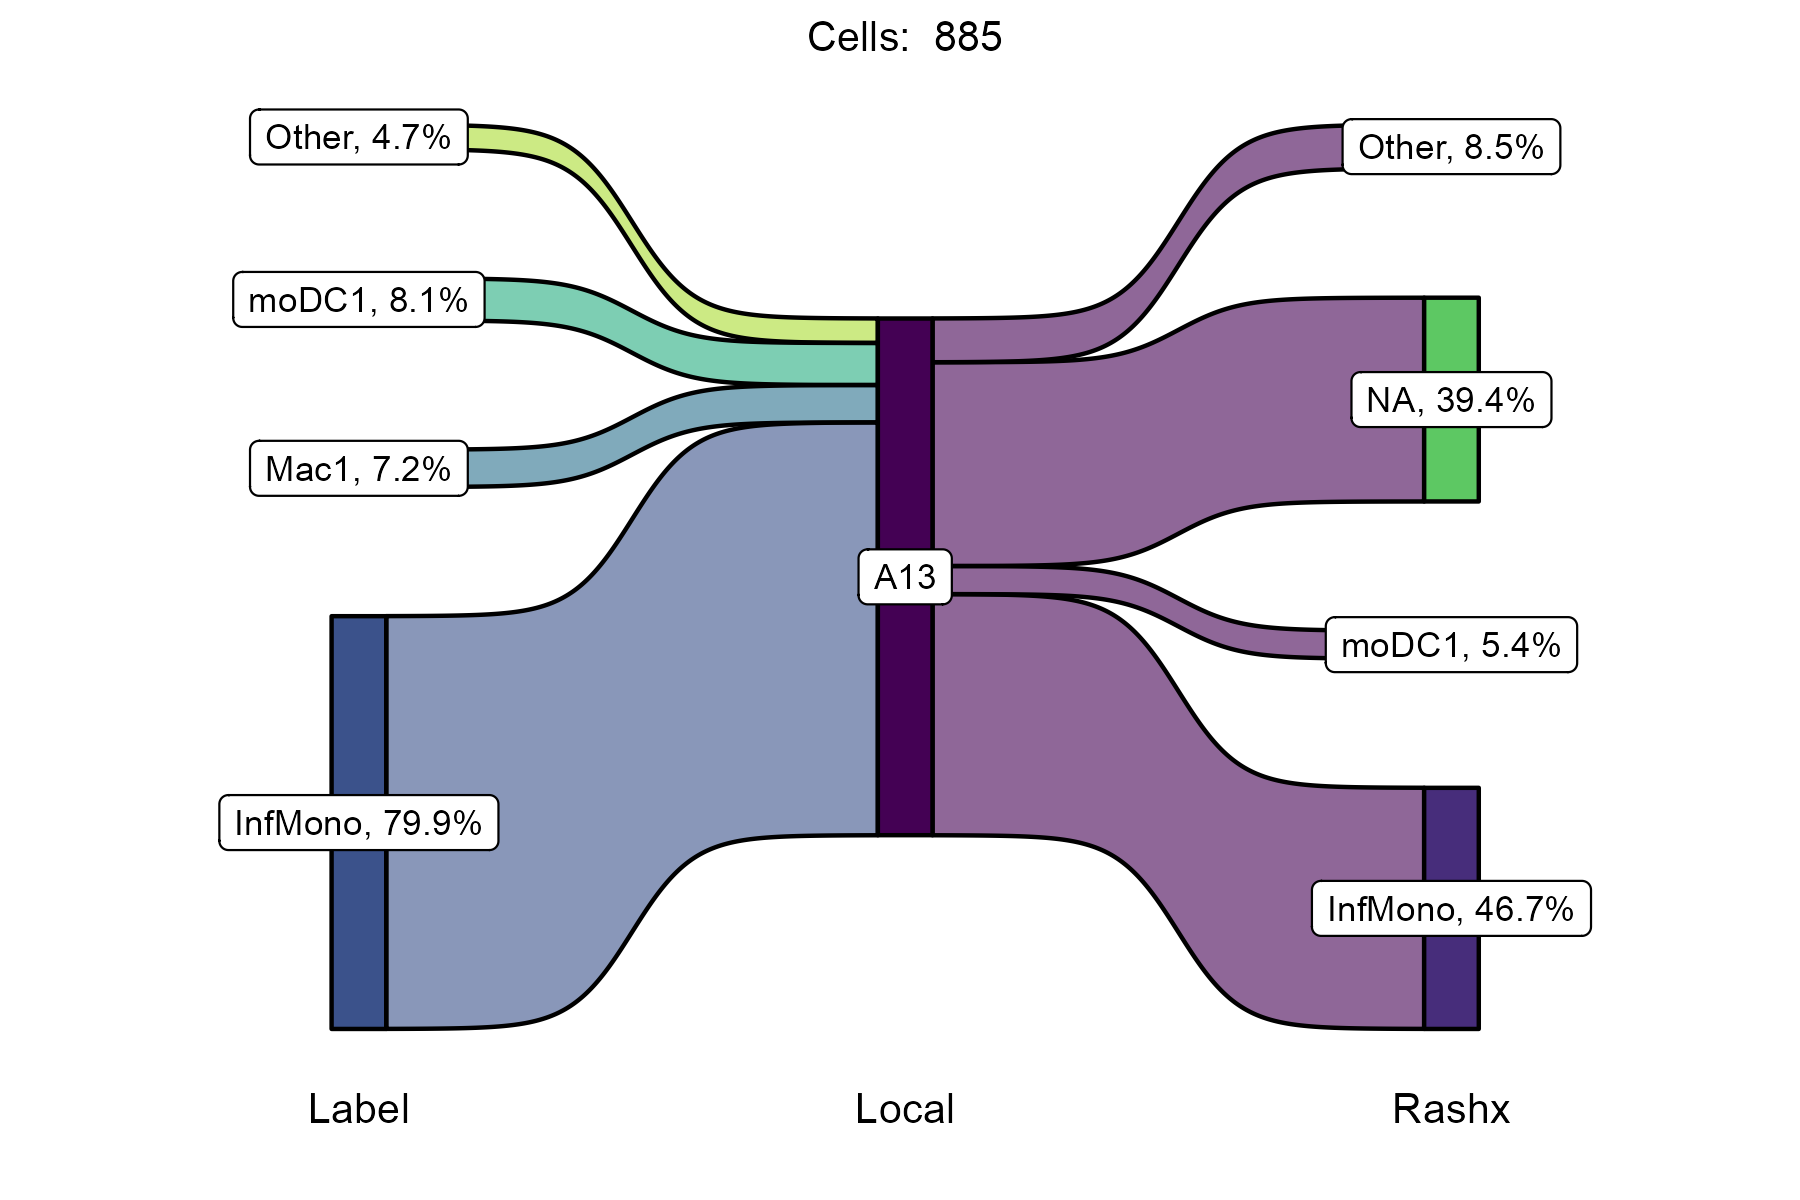 Cells:  885
Other, 4.7%
moDC1, 8.1%
Mac1, 7.2%
InfMono, 79.9%
A13
Other, 8.5%
NA, 39.4%
moDC1, 5.4%
InfMono, 46.7%
Label
Local
Rashx